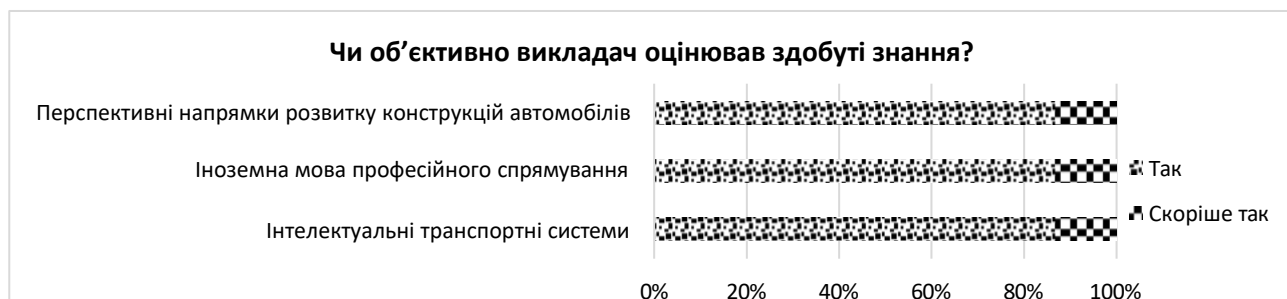 Чи об’єктивно викладач оцінював здобуті знання?
Перспективні напрямки розвитку конструкцій автомобілів
Іноземна мова професійного спрямування
Інтелектуальні транспортні системи
Так
Скоріше так
0% 20% 40% 60% 80% 100%